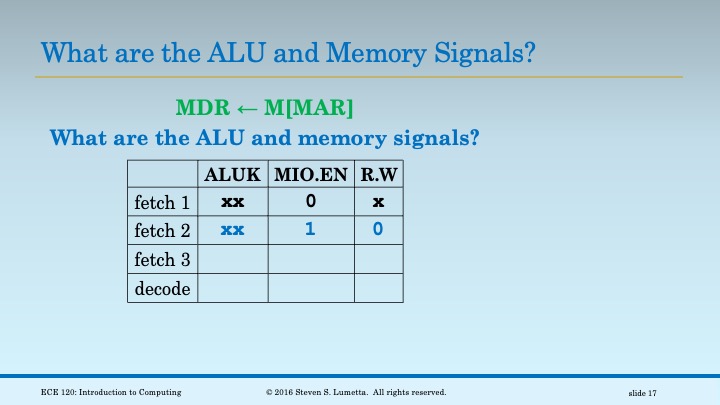 What are the ALU and Memory Signals?
MDR ← M[MAR]
What are the ALU and memory signals?
ALUK MIO.EN R.W
fetch 1 xx 0 x
fetch 2 xx 1 0
fetch 3
decode
ECE 120: Introduction to Computing © 2016 Steven S. Lumetta. All rights reserved. slide 17